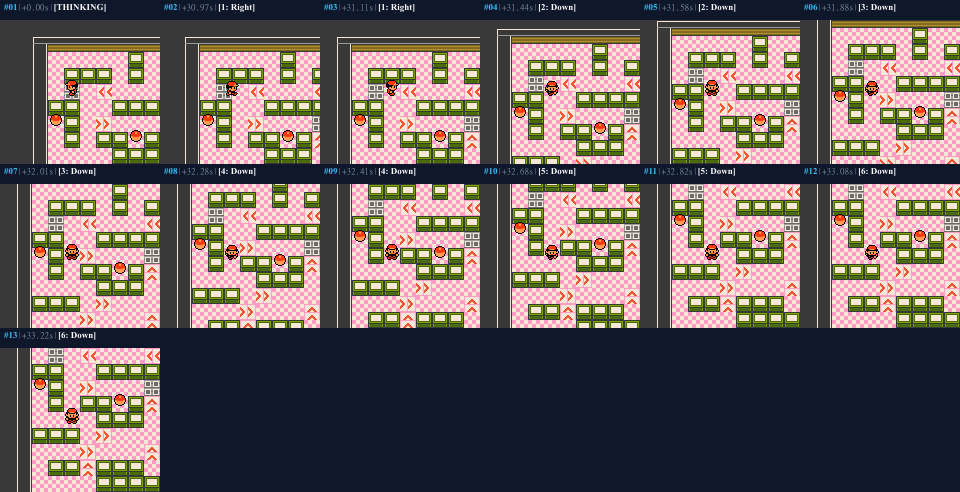 #01|+0.00s|[THINKING]
#02|+30.97s|[1: Right]
#03|+31.11s|[1: Right]
#04|+31.44s|[2: Down]
#05|+31.58s|[2: Down]
#06|+31.88s|[3: Down]
#07|+32.01s|[3: Down]
#08|+32.28s|[4: Down]
#09|+32.41s|[4: Down]
#10|+32.68s|[5: Down]
#11|+32.82s|[5: Down]
#12|+33.08s|[6: Down]
#13|+33.22s|[6: Down]